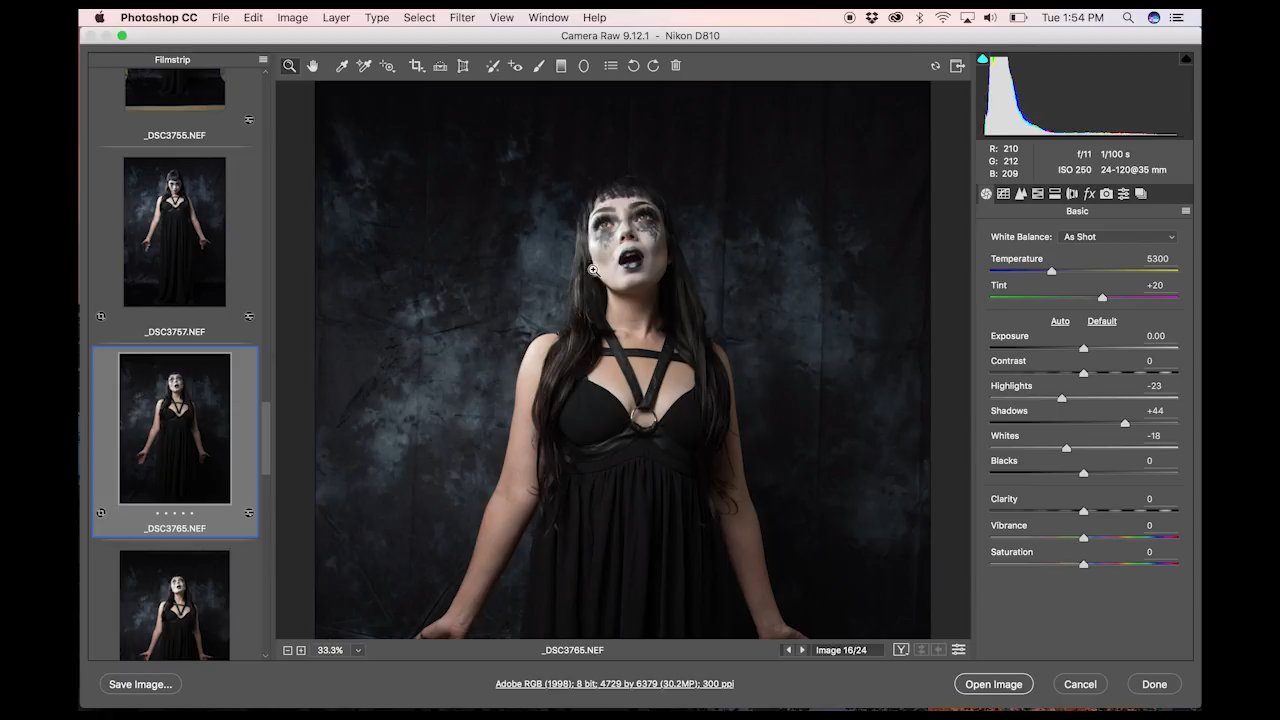 Photoshop CC File Edit Image Layer Type Select Filter View Window Help Tue 1:54 PM
Camera Raw 9.12.1 - Nikon D810
Filmstrip
_DSC3755.NEF
_DSC3757.NEF
_DSC3765.NEF
R: 210
G: 212
B: 209
f/11 1/100 s
ISO 250 24-120@35 mm
fx
Basic
White Balance: As Shot
Temperature 5300
Tint +20
Auto Default
Exposure 0.00
Contrast 0
Highlights -23
Shadows +44
Whites -18
Blacks 0
Clarity 0
Vibrance 0
Saturation 0
33.3% _DSC3765.NEF Image 16/24 Y
Save Image... Adobe RGB (1998); 8 bit; 4729 by 6379 (30.2MP); 300 ppi Open Image Cancel Done